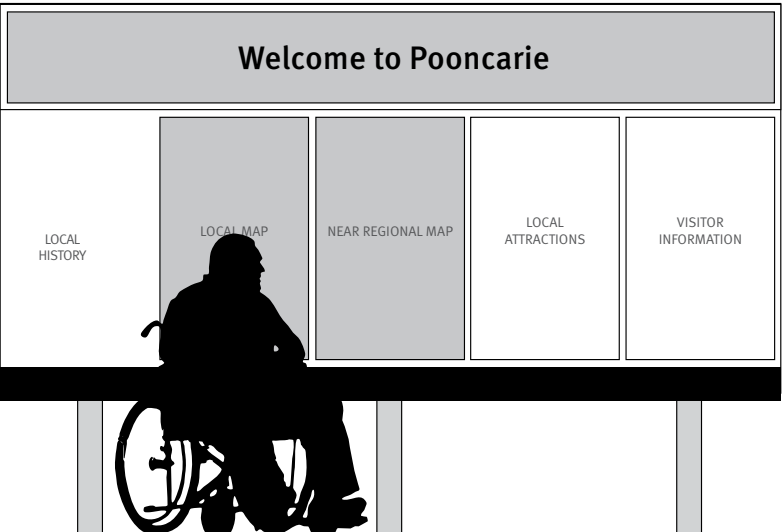 Welcome to Pooncarie
LOCAL
HISTORY
LOCAL MAP
NEAR REGIONAL MAP
LOCAL
ATTRACTIONS
VISITOR
INFORMATION